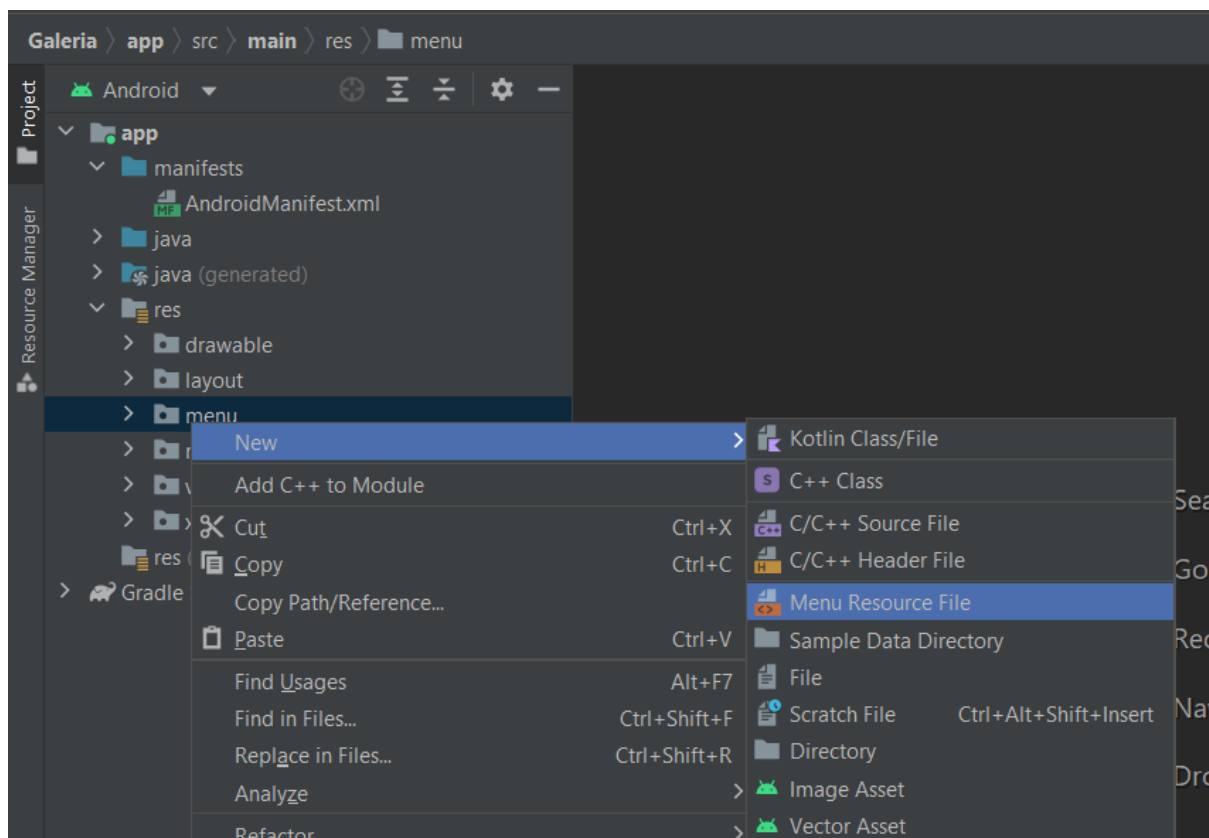 Galeria 〉 app 〉 src 〉 main 〉 res 〉 menu
Project
Resource Manager
Android
app
manifests
MF AndroidManifest.xml
java
java (generated)
res
drawable
layout
menu
res
Gradle
New
Add C++ to Module
Cut Ctrl+X
Copy Ctrl+C
Copy Path/Reference...
Paste Ctrl+V
Find Usages Alt+F7
Find in Files... Ctrl+Shift+F
Replace in Files... Ctrl+Shift+R
Analyze
Refactor
Kotlin Class/File
S C++ Class
C++ C/C++ Source File
H C/C++ Header File
Menu Resource File
Sample Data Directory
File
Scratch File Ctrl+Alt+Shift+Insert
Directory
Image Asset
Vector Asset